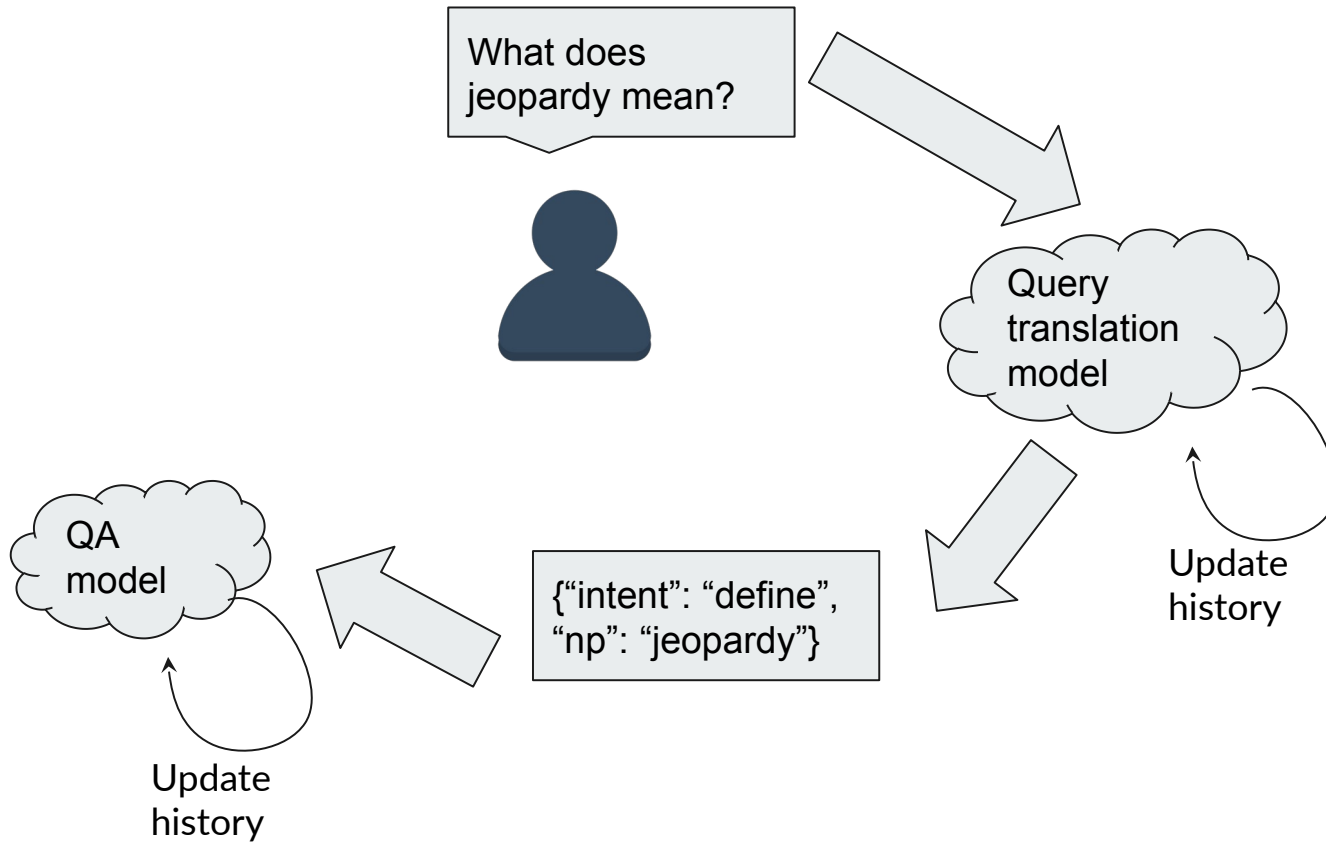 What does
jeopardy mean?
Query
translation
model
Update
history
{“intent”: “define”,
“np”: “jeopardy”}
QA
model
Update
history